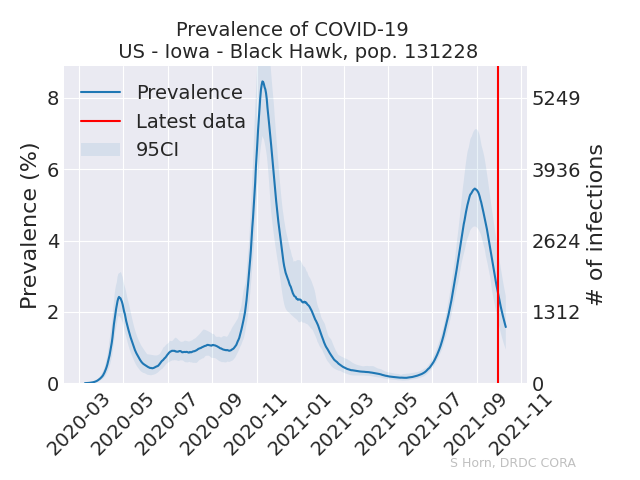 Prevalence of COVID-19
US - Iowa - Black Hawk, pop. 131228
Prevalence
Latest data
95CI
Prevalence (%)
8
6
4
2
0
5249
3936
2624
1312
0
# of infections
2020-03
2020-05
2020-07
2020-09
2020-11
2021-01
2021-03
2021-05
2021-07
2021-09
2021-11
S Horn, DRDC CORA